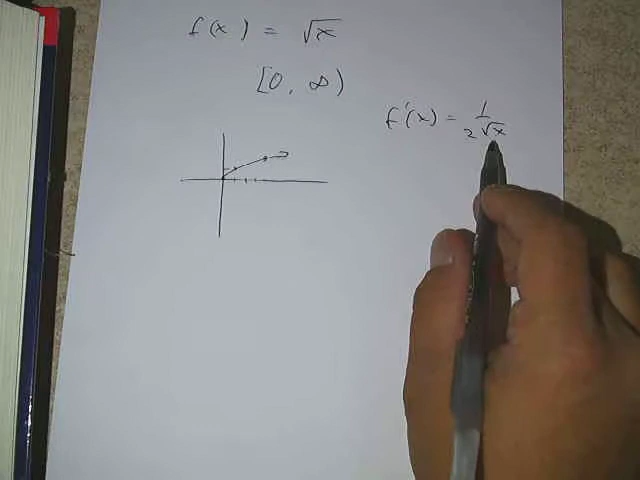 f(x) = √x
[0, ∞)
f'(x) = 1/2√x